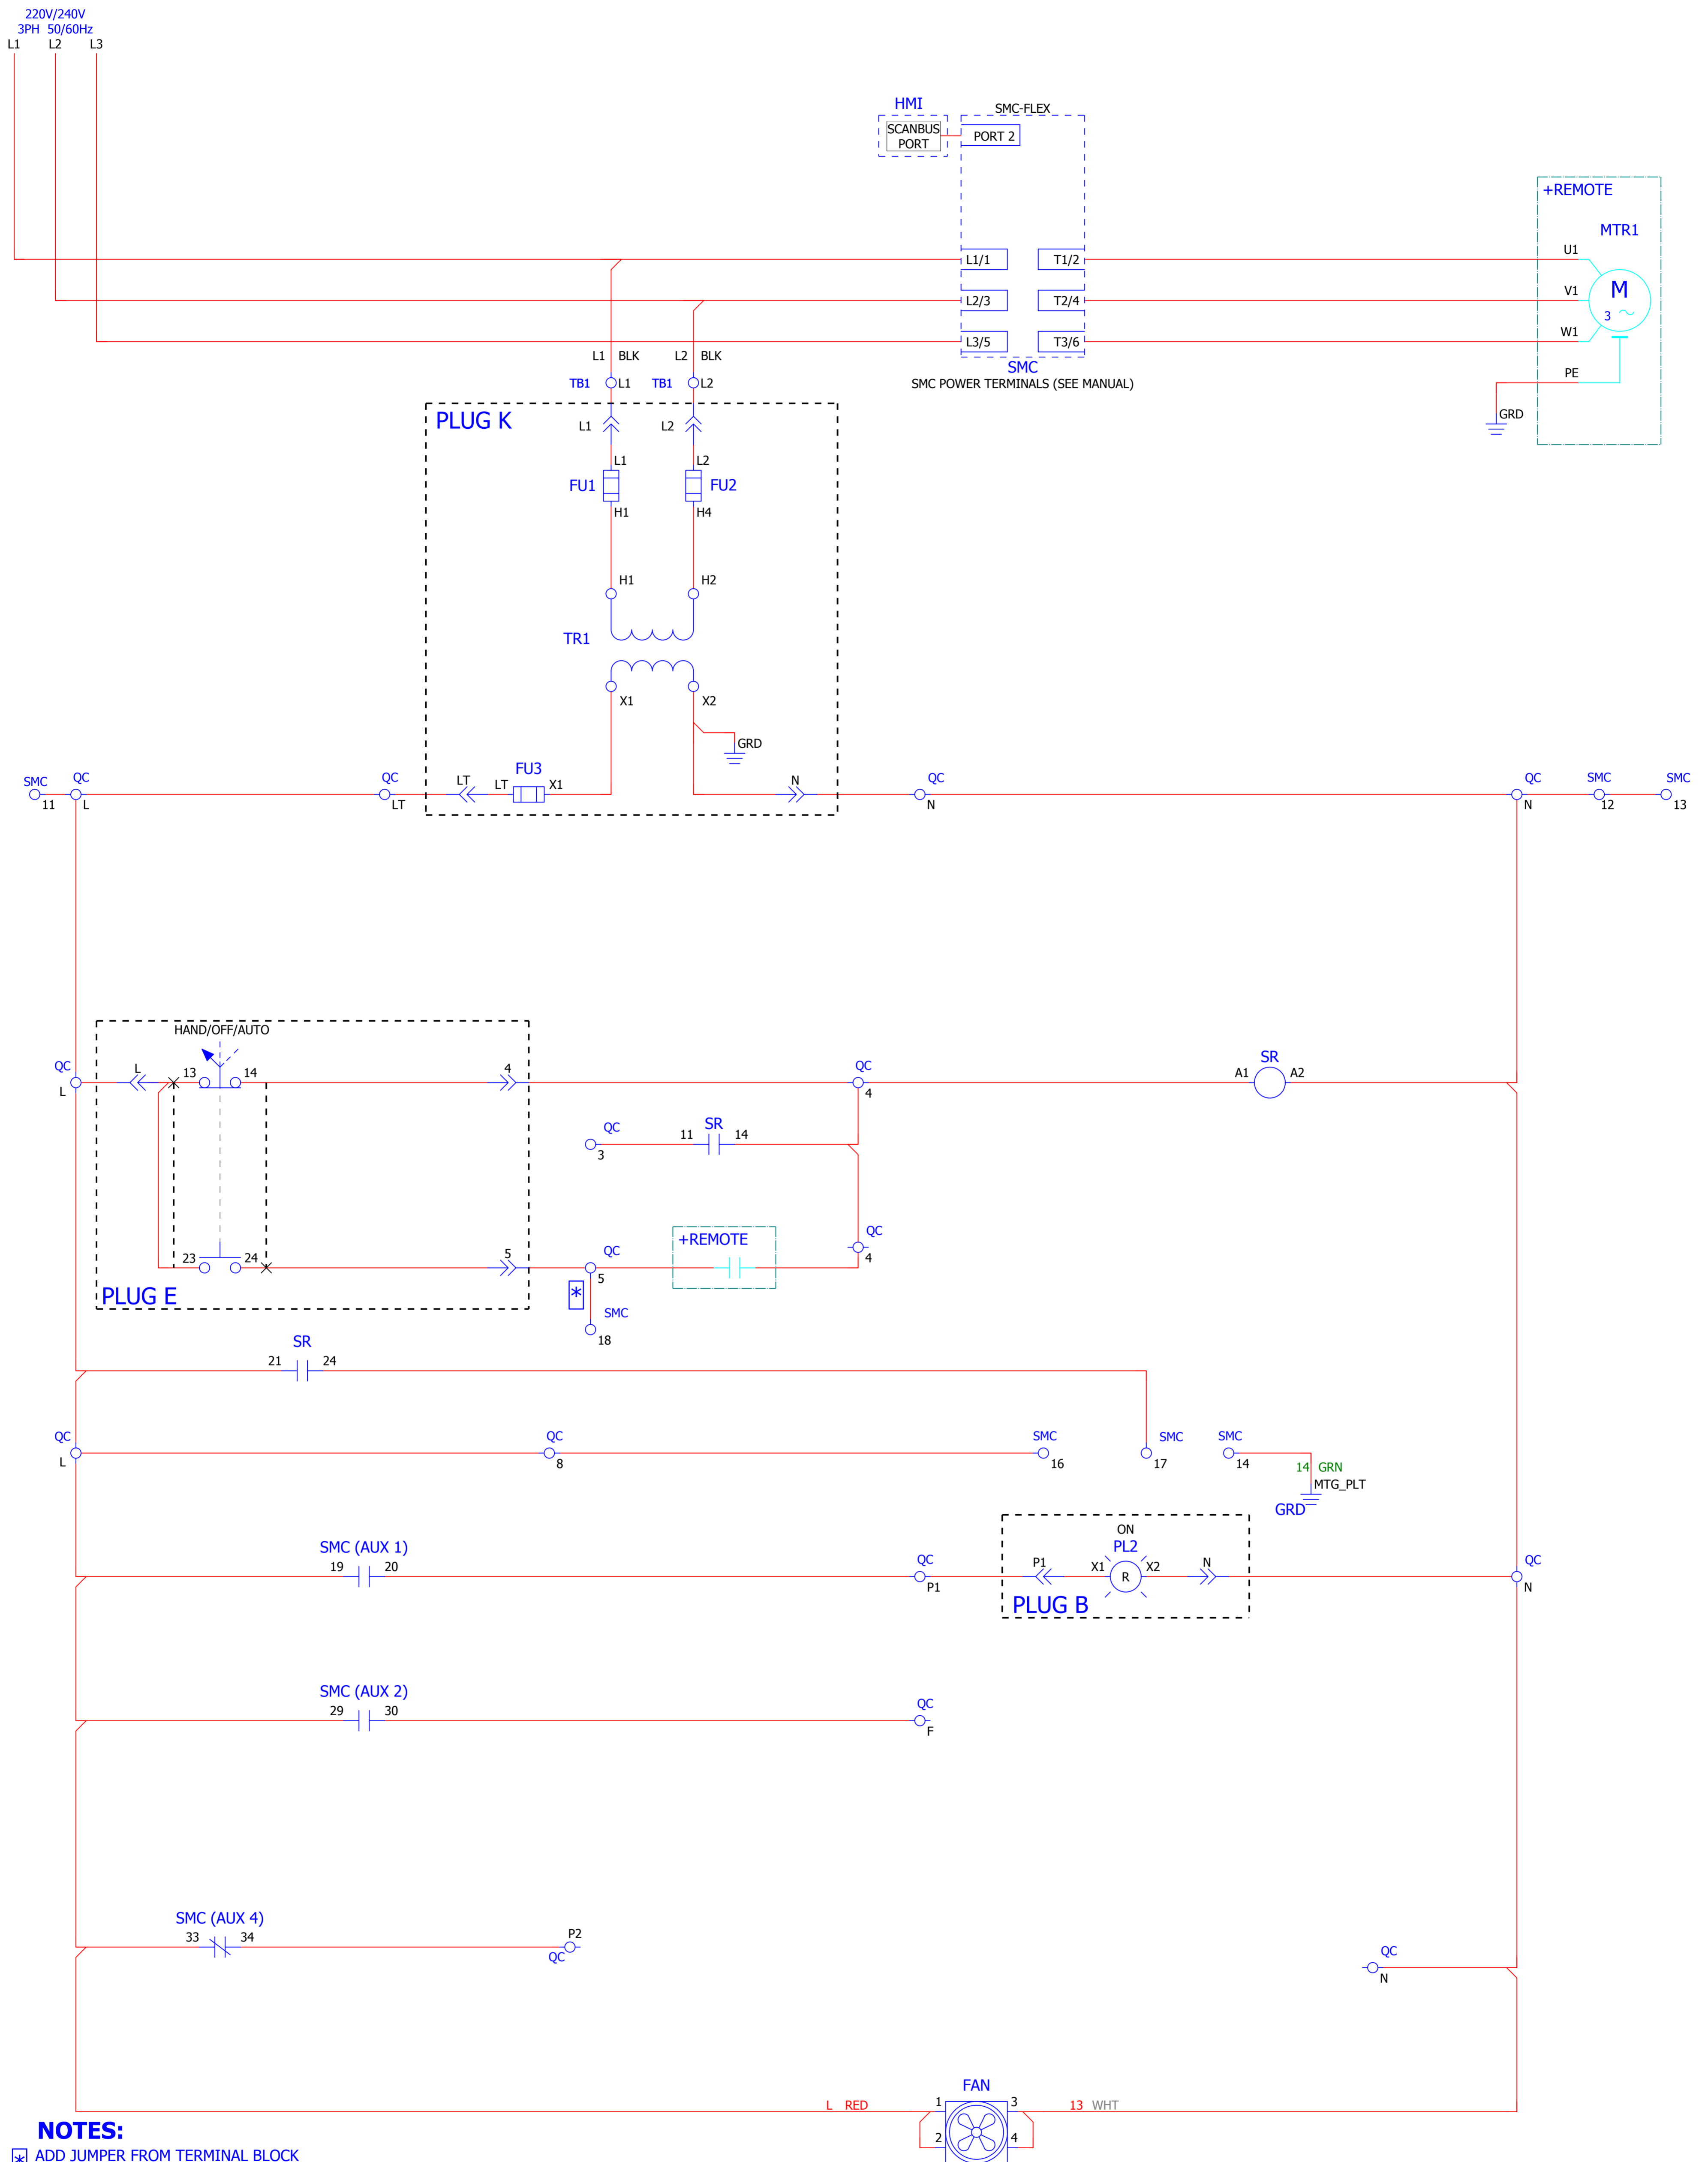 220V/240V
3PH 50/60Hz
L1 L2 L3
HMI
SMC-FLEX
SCANBUS
PORT
PORT 2
+REMOTE
MTR1
U1
L1/1 T1/2
M
3
V1
L2/3 T2/4
W1
L3/5 T3/6
L1 BLK L2 BLK
SMC
SMC POWER TERMINALS (SEE MANUAL)
PE
TB1 L1 TB1 L2
GRD
PLUG K
L1 L2
L1 L2
FU1 FU2
H1 H4
H1 H2
TR1
X1 X2
GRD
SMC QC QC LT LT FU3 X1 N QC QC SMC SMC
11 L LT N N 12 13
HAND/OFF/AUTO
QC L 13 14 4 QC A1 SR A2
L 4
QC 11 SR 14
3
+REMOTE QC
4
23 24 5 QC
5
PLUG E
*
SMC
18
SR
21 24
QC QC SMC SMC SMC
L 8 16 17 14
14 GRN
MTG_PLT
GRD
ON
PL2
SMC (AUX 1)
19 20 QC P1 X1 R X2 N QC
P1 N
PLUG B
SMC (AUX 2)
29 30 QC
F
SMC (AUX 4)
33 34 P2
QC
QC
N
FAN
L RED 1 3 13 WHT
2 4
NOTES:
* ADD JUMPER FROM TERMINAL BLOCK